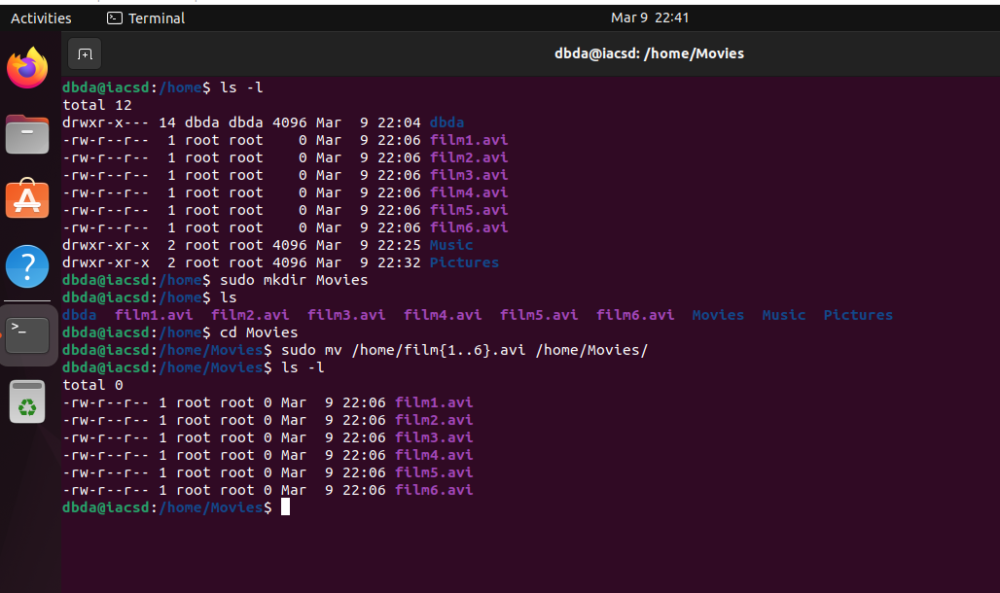 Activities Terminal Mar 9 22:41
dbda@iacsd: /home/Movies
dbda@iacsd:/home$ ls -l
total 12
drwxr-x--- 14 dbda dbda 4096 Mar  9 22:04 dbda
-rw-r--r--  1 root root    0 Mar  9 22:06 film1.avi
-rw-r--r--  1 root root    0 Mar  9 22:06 film2.avi
-rw-r--r--  1 root root    0 Mar  9 22:06 film3.avi
-rw-r--r--  1 root root    0 Mar  9 22:06 film4.avi
-rw-r--r--  1 root root    0 Mar  9 22:06 film5.avi
-rw-r--r--  1 root root    0 Mar  9 22:06 film6.avi
drwxr-xr-x  2 root root 4096 Mar  9 22:25 Music
drwxr-xr-x  2 root root 4096 Mar  9 22:32 Pictures
dbda@iacsd:/home$ sudo mkdir Movies
dbda@iacsd:/home$ ls
dbda  film1.avi  film2.avi  film3.avi  film4.avi  film5.avi  film6.avi  Movies  Music  Pictures
dbda@iacsd:/home$ cd Movies
dbda@iacsd:/home/Movies$ sudo mv /home/film{1..6}.avi /home/Movies/
dbda@iacsd:/home/Movies$ ls -l
total 0
-rw-r--r-- 1 root root 0 Mar  9 22:06 film1.avi
-rw-r--r-- 1 root root 0 Mar  9 22:06 film2.avi
-rw-r--r-- 1 root root 0 Mar  9 22:06 film3.avi
-rw-r--r-- 1 root root 0 Mar  9 22:06 film4.avi
-rw-r--r-- 1 root root 0 Mar  9 22:06 film5.avi
-rw-r--r-- 1 root root 0 Mar  9 22:06 film6.avi
dbda@iacsd:/home/Movies$